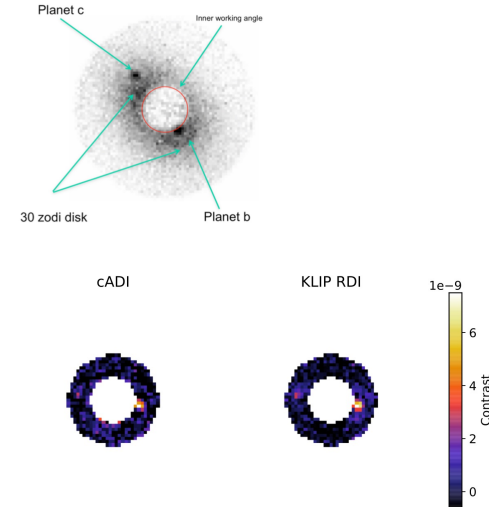 Planet c
Inner working angle
30 zodi disk
Planet b
cADI
KLIP RDI
1e−9
6
4
2
0
Contrast